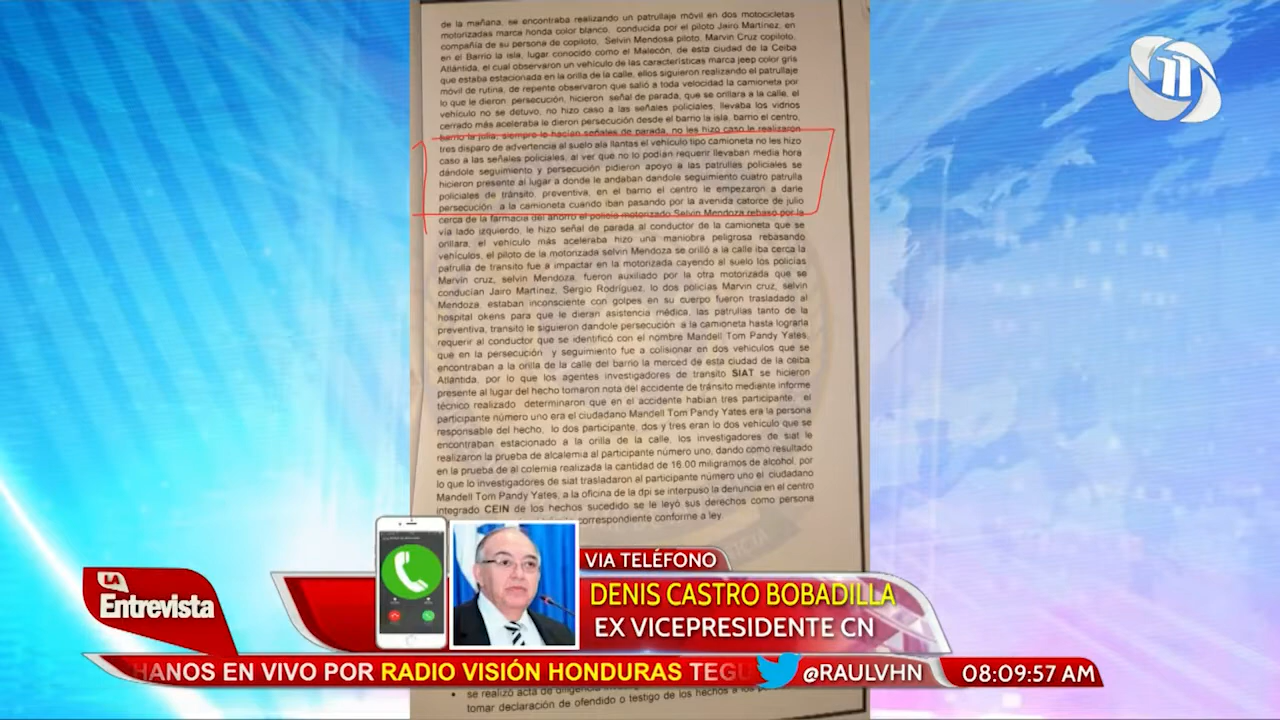 de la mañana, se encontraba realizando un patrullaje móvil en dos motocicletas
motorizadas marca honda color blanco, conducida por el piloto Jairo Martínez, en
compañía de su persona de copiloto, Selvin Mendosa piloto, Marvin Cruz copiloto,
en el Barrio la isla, lugar conocido como el Malecón, de esta ciudad de la Ceiba
Atlántida, el cual observaron un vehículo de las características marca jeep color gris
que estaba estacionada en la orilla de la calle, ellos siguieron realizando el patrullaje
móvil de rutina, de repente observaron que salió a toda velocidad la camioneta por
lo que le dieron persecución, hicieron señal de parada, que se orillara a la calle, el
vehículo no se detuvo, no hizo caso a las señales policiales, llevaba los vidrios
cerrado más aceleraba le dieron persecución desde el barrio la isla, barrio el centro,
barrio la julia, siempre le hacían señales de parada, no les hizo caso le realizaron
tres disparo de advertencia al suelo ala llantas el vehículo tipo camioneta no les hizo
caso a las señales policiales, al ver que no lo podían requerir llevaban media hora
dándole seguimiento y persecución pidieron apoyo a las patrullas policiales se
hicieron presente al lugar a donde le andaban dandole seguimiento cuatro patrulla
policiales de tránsito, preventiva, en el barrio el centro le empezaron a darle
persecución a la camioneta cuando iban pasando por la avenida catorce de julio
cerca de la farmacia del ahorro el policía motorizado Selvin Mendoza rebaso por la
vía lado izquierdo, le hizo señal de parada al conductor de la camioneta que se
orillara, el vehículo más aceleraba hizo una maniobra peligrosa rebasando
vehículos, el piloto de la motorizada selvin Mendoza se orilló a la calle iba cerca la
patrulla de transito fue a impactar en la motorizada cayendo al suelo los policías
Marvin cruz, selvin Mendoza, fueron auxiliado por la otra motorizada que se
conducían Jairo Martínez, Sergio Rodríguez, lo dos policías Marvin cruz, selvin
Mendoza, estaban inconsciente con golpes en su cuerpo fueron trasladado al
hospital okens para que le dieran asistencia médica, las patrullas tanto de la
preventiva, transito le siguieron dandole persecución a la camioneta hasta lograrla
requerir al conductor que se identificó con el nombre Mandell Tom Pandy Yates,
que en la persecución y seguimiento fue a colisionar en dos vehículos que se
encontraban a la orilla de la calle del barrio la merced de esta ciudad de la ceiba
Atlántida, por lo que los agentes investigadores de transito SIAT se hicieron
presente al lugar del hecho tomaron nota del accidente de tránsito mediante informe
técnico realizado determinaron que en el accidente habían tres participante, el
participante número uno era el ciudadano Mandell Tom Pandy Yates era la persona
responsable del hecho, lo dos participante, dos y tres eran lo dos vehículo que se
encontraban estacionado a la orilla de la calle, los investigadores de siat le
realizaron la prueba de alcalemia al participante número uno, dando como resultado
en la prueba de al colemia realizada la cantidad de 16.00 miligramos de alcohol, por
lo que lo investigadores de siat trasladaron al participante número uno el ciudadano
Mandell Tom Pandy Yates, a la oficina de la dpi se interpuso la denuncia en el centro
integrado CEIN de los hechos sucedido se le leyó sus derechos como persona
correspondiente conforme a ley
11
VIA TELÉFONO
DENIS CASTRO BOBADILLA
EX VICEPRESIDENTE CN
LA
Entrevista
HANOS EN VIVO POR RADIO VISIÓN HONDURAS TEGU
@RAULVHN
08:09:57 AM
se realizó acta de diligencia
tomar declaración de ofendido o testigo de los hechos a los